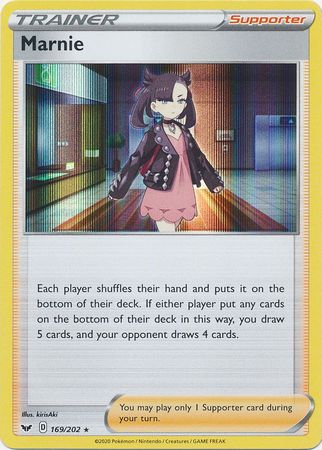 TRAINER
Supporter
Marnie
Each player shuffles their hand and puts it on
the bottom of their deck. If either player put any cards
on the bottom of their deck in this way, you draw
5 cards, and your opponent draws 4 cards.
Illus. kirisAki
D 169/202 ★
You may play only 1 Supporter card during
your turn.
©2020 Pokémon / Nintendo / Creatures / GAME FREAK